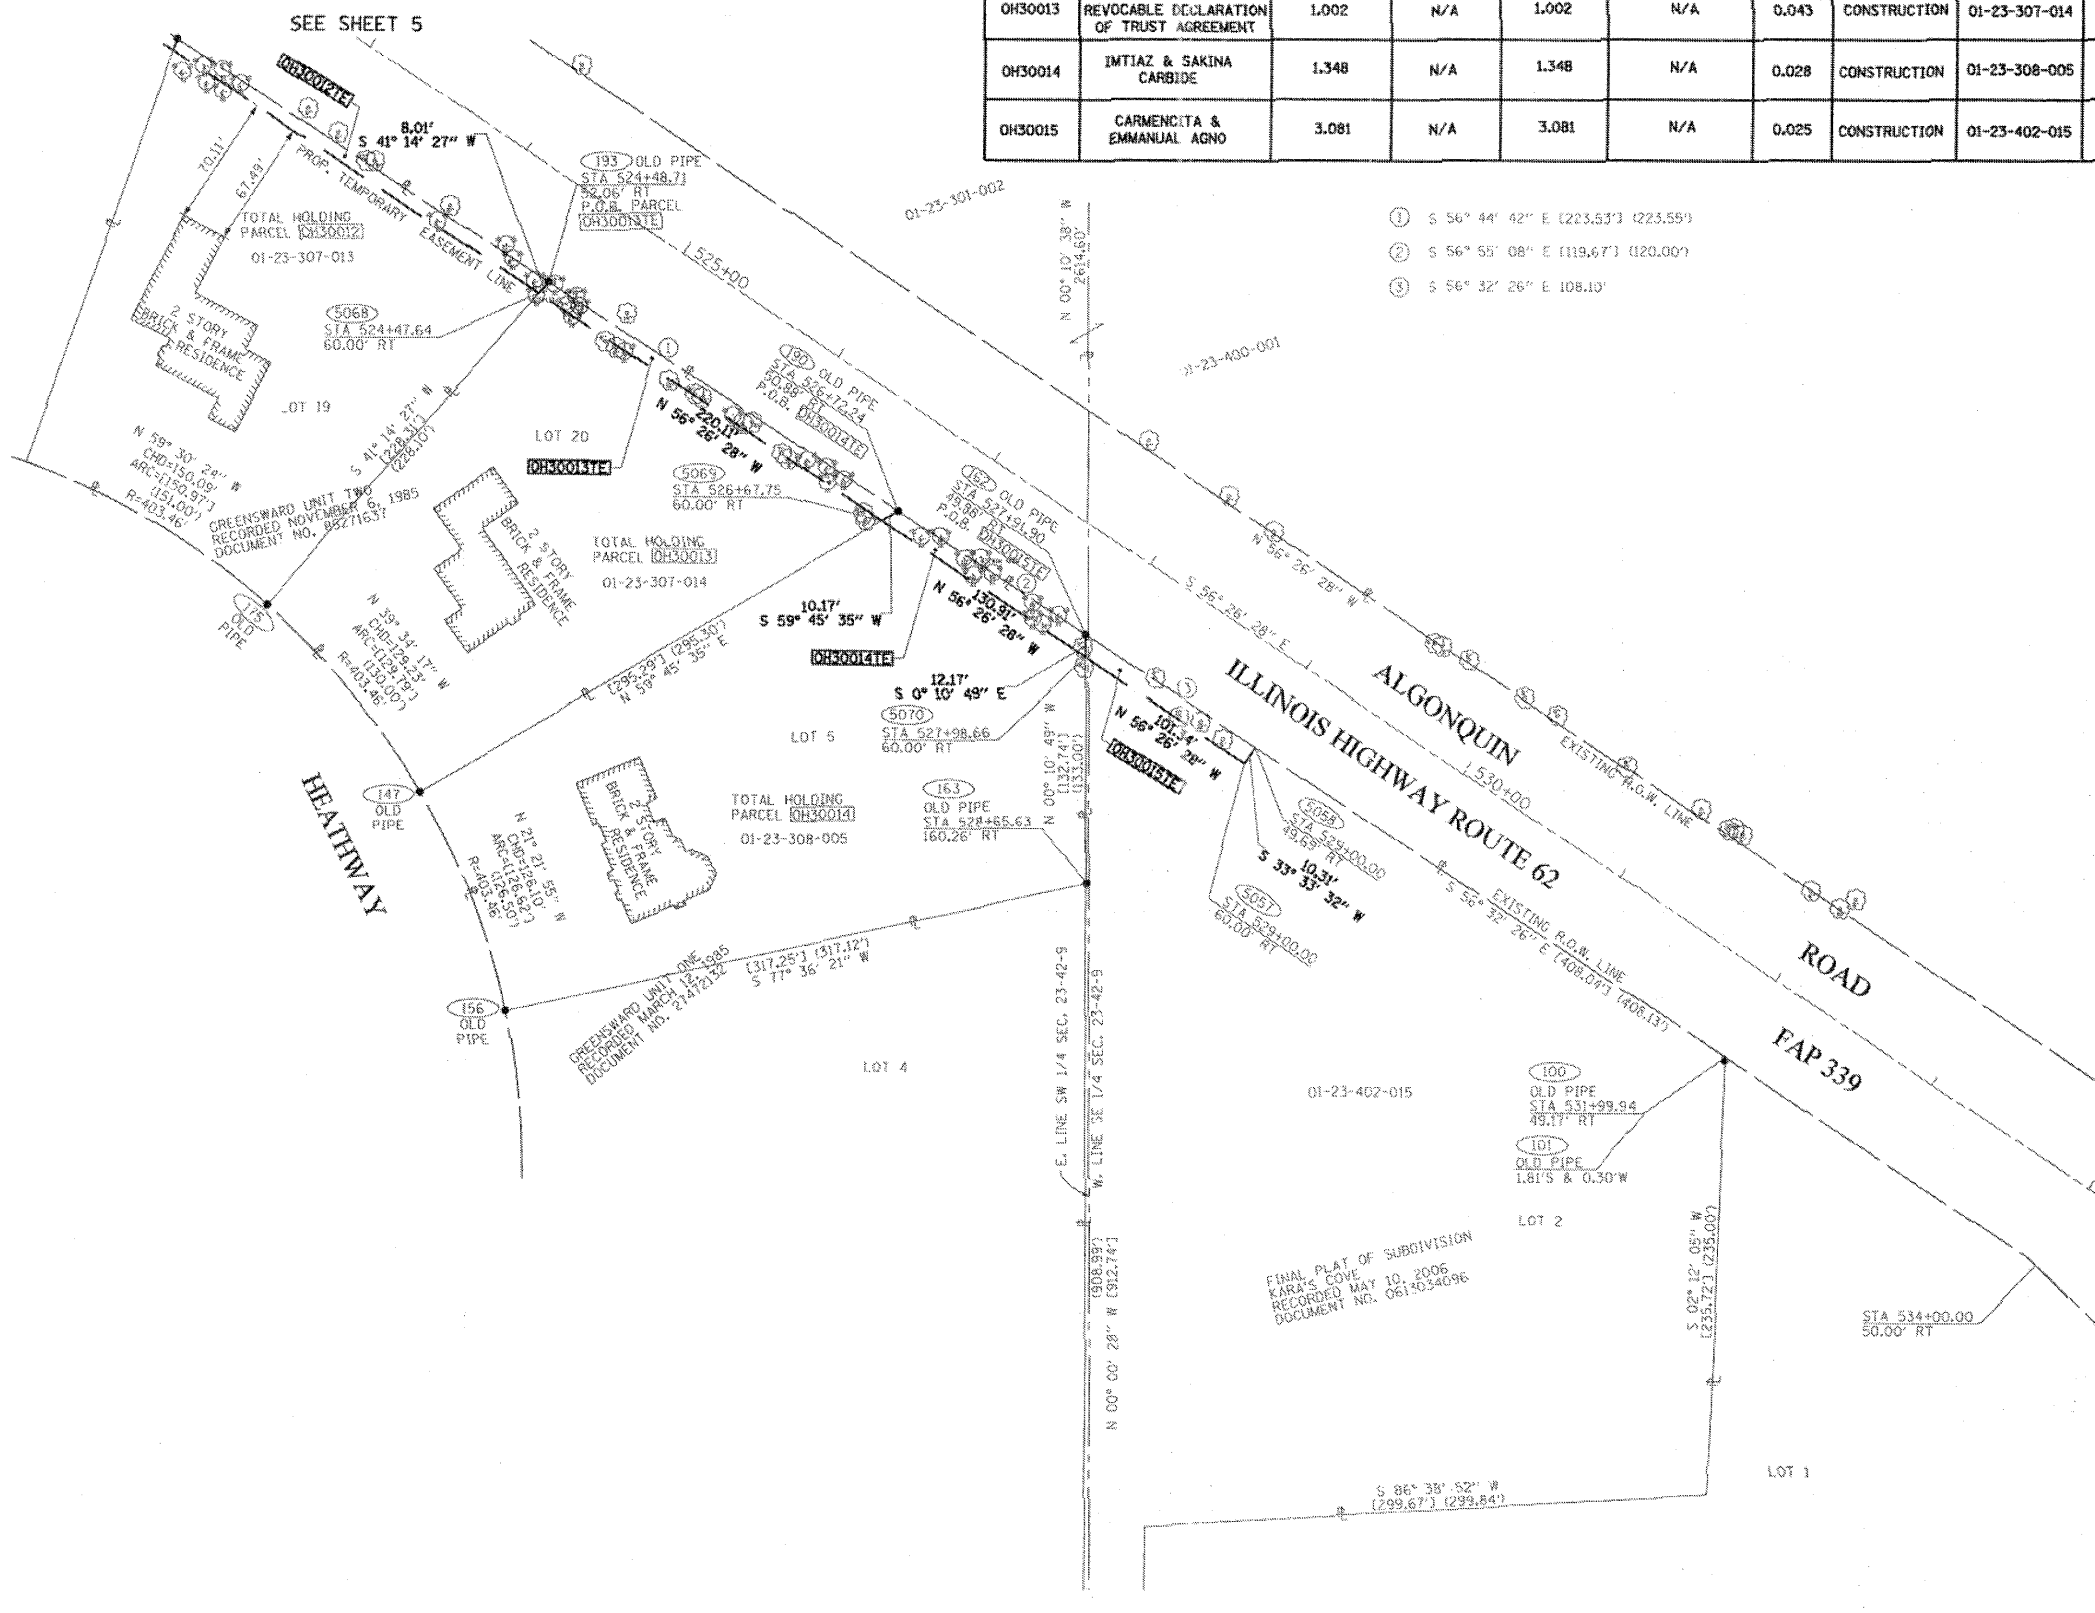 SEE SHEET 5
OH30013
REVOCABLE DECLARATION
OF TRUST AGREEMENT
1.002
N/A
1.002
N/A
0.043
CONSTRUCTION
01-23-307-014
OH30014
IMTIAZ & SAKINA
CARBIDE
1.348
N/A
1.348
N/A
0.028
CONSTRUCTION
01-23-308-005
OH30015
CARMENCITA &
EMMANUAL AGNO
3.081
N/A
3.081
N/A
0.025
CONSTRUCTION
01-23-402-015
1 S 56° 44' 42" E [223.53'] (223.55')
2 S 56° 55' 08" E [119.67'] (120.00')
3 S 56° 32' 26" E 108.10'
OH30012TE
8.01'
S 41° 14' 27" W
70.11'
67.49'
PROP. TEMPORARY EASEMENT LINE
TOTAL HOLDING
PARCEL OH30012
01-23-307-013
193 OLD PIPE
STA 524+48.71
52.06' RT
P.O.B. PARCEL
OH30013TE
525+00
01-23-301-002
N 00° 10' 38" W
2614.60'
01-23-400-001
5068
STA 524+47.64
60.00' RT
2 STORY
BRICK & FRAME
RESIDENCE
LOT 19
S 41° 14' 27" W
[228.31']
(228.10')
N 59° 30' 24" W
CHD=150.09'
ARC=[150.97']
(151.00')
R=403.46'
GREENSWARD UNIT TWO
RECORDED NOVEMBER 6, 1985
DOCUMENT NO. 85271637
1
190 OLD PIPE
STA 526+72.24
50.88' RT
P.O.B. OH30014TE
220.11'
N 56° 26' 28" W
LOT 20
OH30013TE
5069
STA 526+67.75
60.00' RT
162 OLD PIPE
STA 527+91.90
49.88' RT
P.O.B. OH30015TE
2 STORY
BRICK & FRAME
RESIDENCE
TOTAL HOLDING
PARCEL OH30013
01-23-307-014
N 56° 26' 28" W
S 56° 26' 28" E
2
130.91'
N 56° 26' 28" W
10.17'
S 59° 45' 35" W
OH30014TE
175
OLD
PIPE
N 39° 34' 17" W
CHD=129.23'
ARC=[129.79']
(130.00')
R=403.46'
[295.29'] (295.30')
N 59° 45' 35" E
12.17'
S 0° 10' 49" E
5070
STA 527+98.66
60.00' RT
3
101.34'
N 56° 26' 28" W
OH30015TE
ALGONQUIN
ILLINOIS HIGHWAY ROUTE 62
EXISTING R.O.W. LINE
530+00
LOT 5
N 00° 10' 49" W
[132.74']
(133.00')
HEATHWAY
147
OLD
PIPE
2 STORY
BRICK & FRAME
RESIDENCE
TOTAL HOLDING
PARCEL OH30014
01-23-308-005
163
OLD PIPE
STA 528+65.63
160.26' RT
5058
STA 529+00.00
49.69' RT
10.31'
S 33° 33' 32" W
5057
STA 529+00.00
60.00' RT
N 21° 21' 55" W
CHD=126.10'
ARC=[126.62']
(126.50')
R=403.46'
EXISTING R.O.W. LINE
S 56° 32' 26" E [408.04'] (408.13')
ROAD
FAP 339
156
OLD
PIPE
[317.25'] (317.12')
S 77° 36' 21" W
GREENSWARD UNIT ONE
RECORDED MARCH 12, 1985
DOCUMENT NO. 27472132
LOT 4
E. LINE SW 1/4 SEC. 23-42-9
W. LINE SE 1/4 SEC. 23-42-9
01-23-402-015
100
OLD PIPE
STA 531+99.94
49.17' RT
101
OLD PIPE
1.81'S & 0.30'W
LOT 2
FINAL PLAT OF SUBDIVISION
KARA'S COVE
RECORDED MAY 10, 2006
DOCUMENT NO. 0613034096
S 02° 12' 05" W
[235.72'] (235.00')
STA 534+00.00
50.00' RT
(908.99') [912.74']
N 00° 00' 28" W
LOT 1
S 86° 38' 52" W
[299.67'] (299.84')